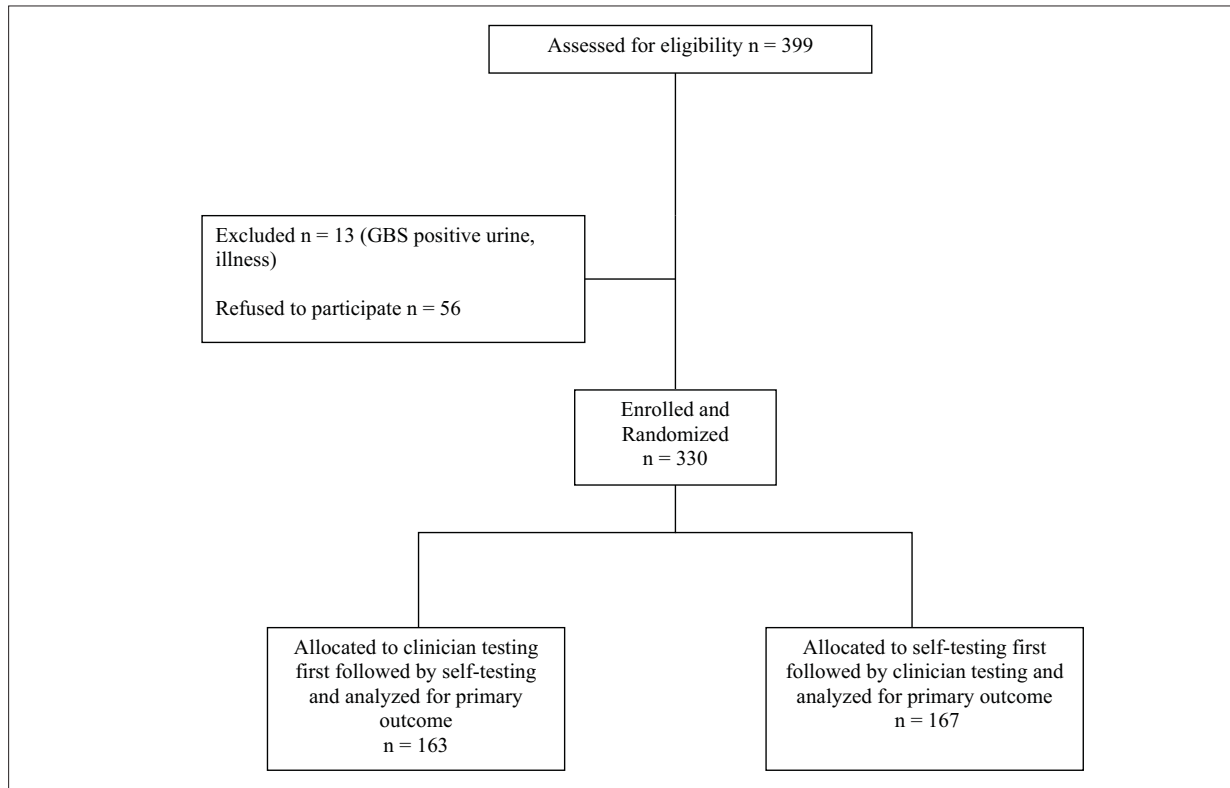 Assessed for eligibility n = 399
Excluded n = 13 (GBS positive urine,
illness)
Refused to participate n = 56
Enrolled and
Randomized
n = 330
Allocated to clinician testing
first followed by self-testing
and analyzed for primary
outcome
n = 163
Allocated to self-testing first
followed by clinician testing and
analyzed for primary outcome
n = 167